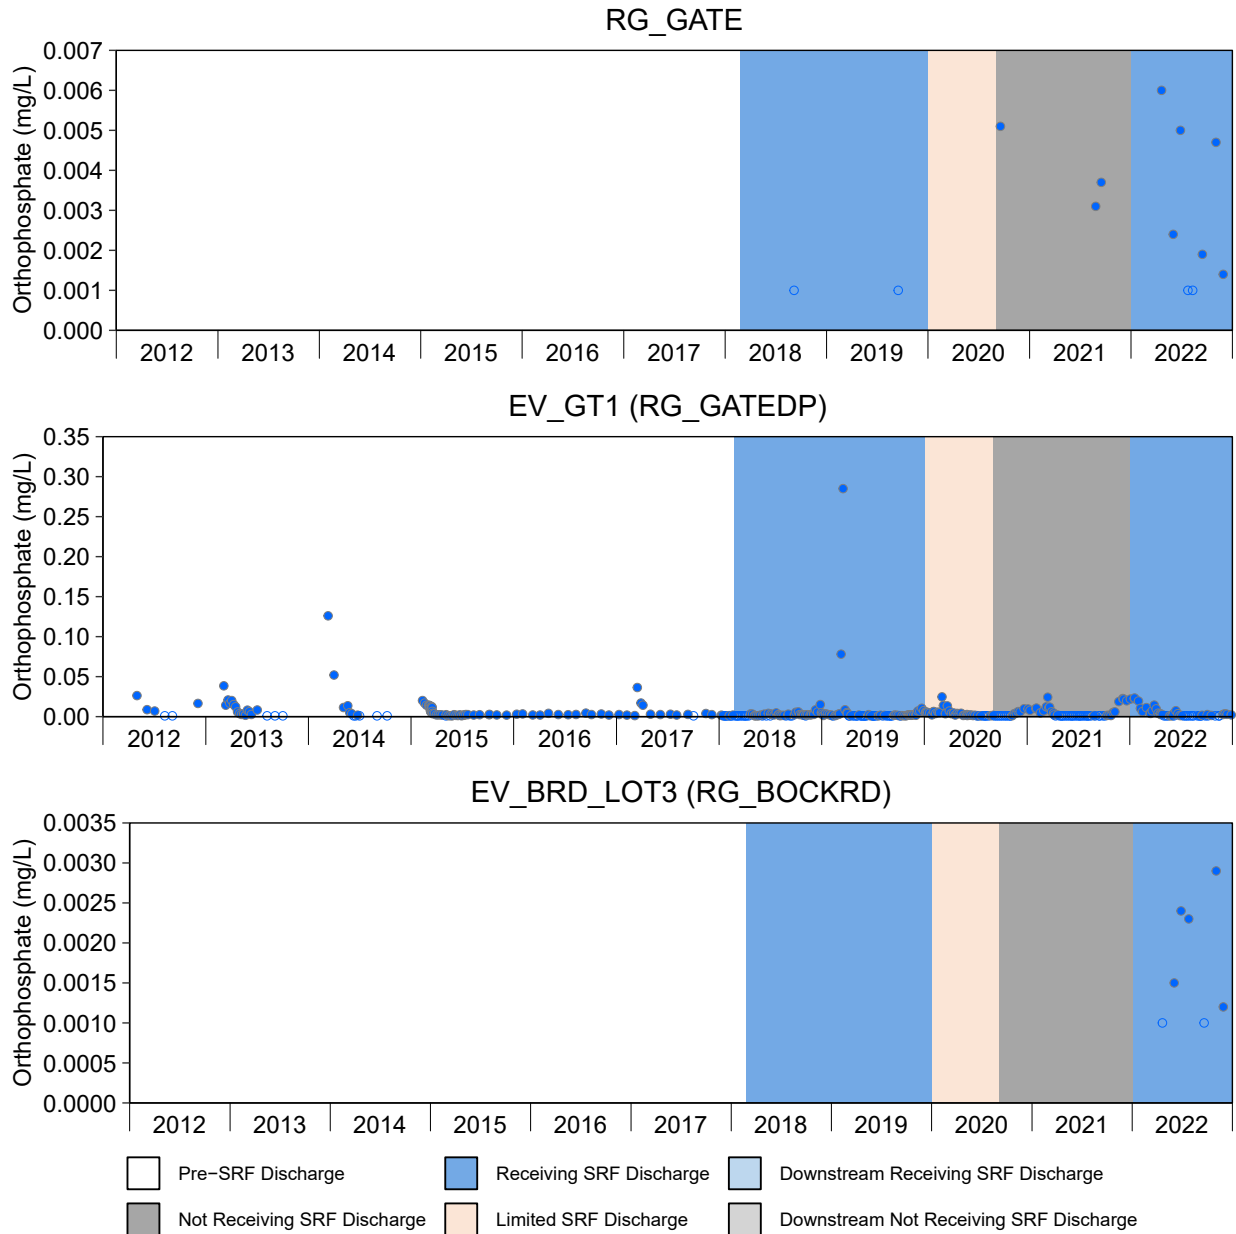 RG_GATE
Orthophosphate (mg/L)
0.007
0.006
0.005
0.004
0.003
0.002
0.001
0.000
2012 2013 2014 2015 2016 2017 2018 2019 2020 2021 2022
EV_GT1 (RG_GATEDP)
Orthophosphate (mg/L)
0.35
0.30
0.25
0.20
0.15
0.10
0.05
0.00
2012 2013 2014 2015 2016 2017 2018 2019 2020 2021 2022
EV_BRD_LOT3 (RG_BOCKRD)
Orthophosphate (mg/L)
0.0035
0.0030
0.0025
0.0020
0.0015
0.0010
0.0005
0.0000
2012 2013 2014 2015 2016 2017 2018 2019 2020 2021 2022
Pre−SRF Discharge Receiving SRF Discharge Downstream Receiving SRF Discharge
Not Receiving SRF Discharge Limited SRF Discharge Downstream Not Receiving SRF Discharge